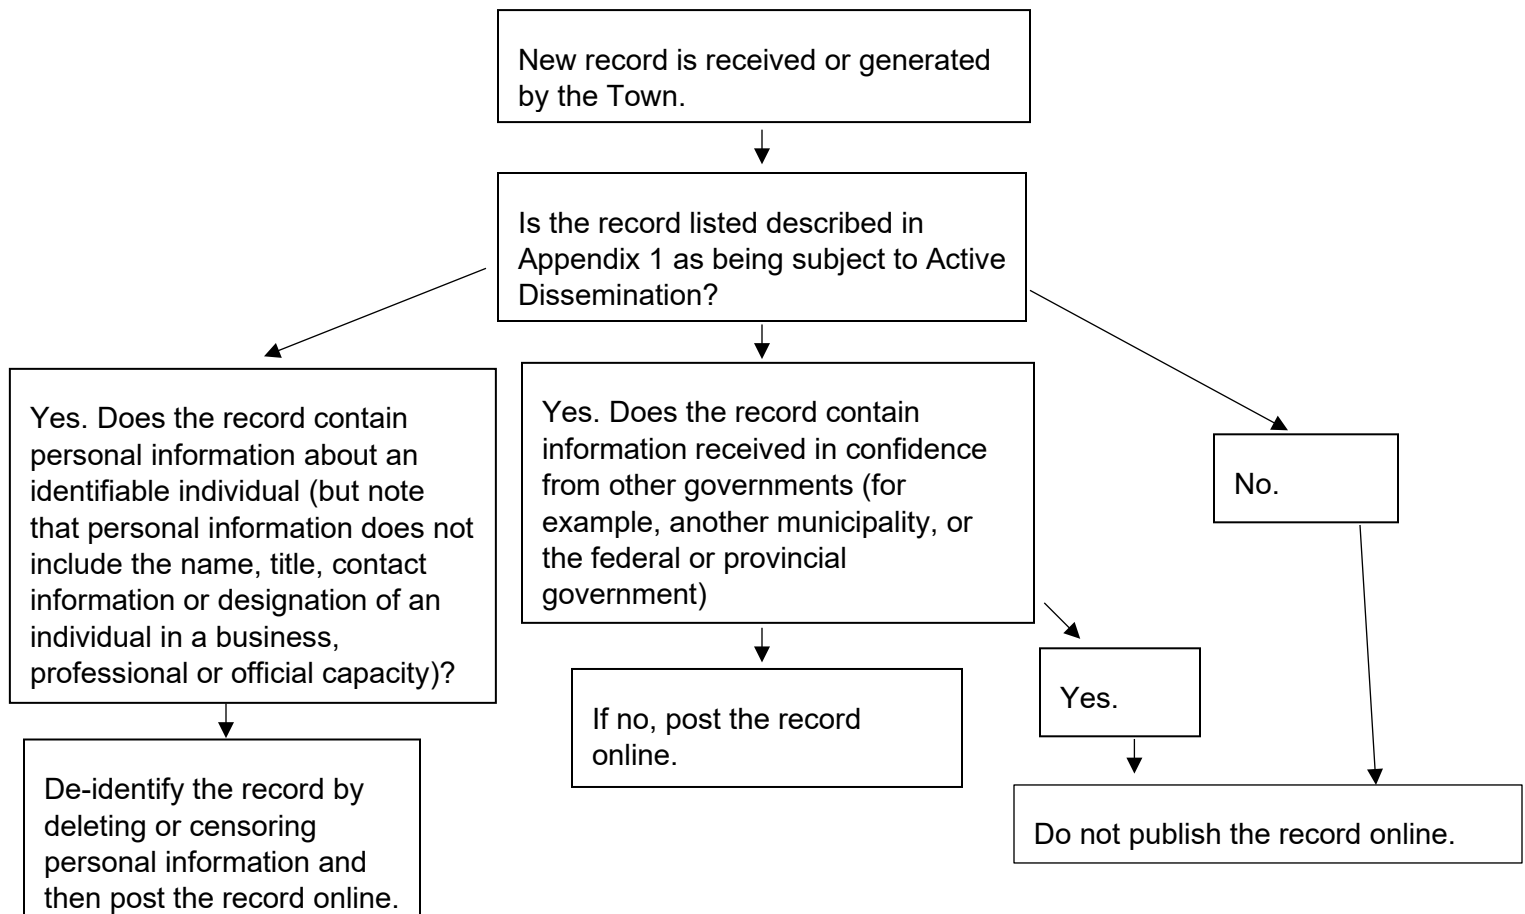 New record is received or generated
by the Town.
Is the record listed described in
Appendix 1 as being subject to Active
Dissemination?
Yes. Does the record contain
personal information about an
identifiable individual (but note
that personal information does not
include the name, title, contact
information or designation of an
individual in a business,
professional or official capacity)?
Yes. Does the record contain
information received in confidence
from other governments (for
example, another municipality, or
the federal or provincial
government)
No.
Yes.
If no, post the record
online.
De-identify the record by
deleting or censoring
personal information and
then post the record online.
Do not publish the record online.